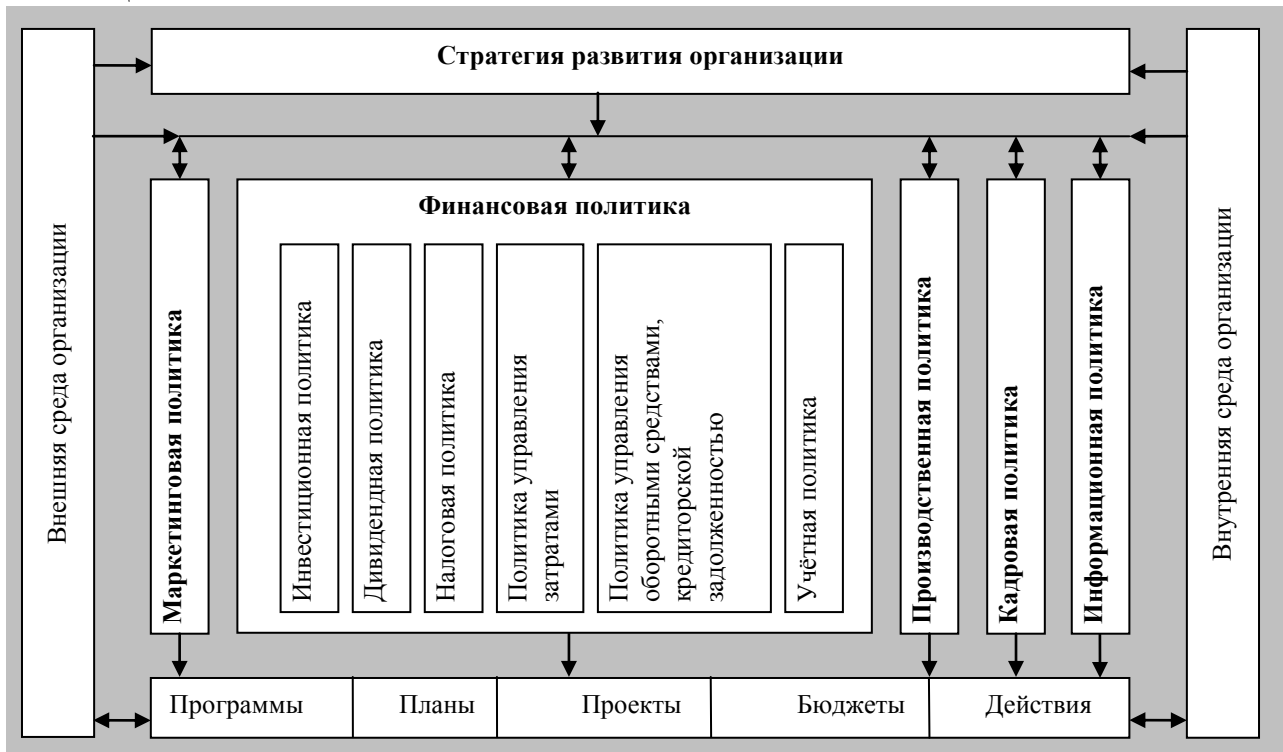 Стратегия развития организации
Внешняя среда организации
Маркетинговая политика
Финансовая политика
Инвестиционная политика
Дивидендная политика
Налоговая политика
Политика управления
затратами
Политика управления
оборотными средствами,
кредиторской
задолженностью
Учётная политика
Производственная политика
Кадровая политика
Информационная политика
Внутренняя среда организации
Программы
Планы
Проекты
Бюджеты
Действия